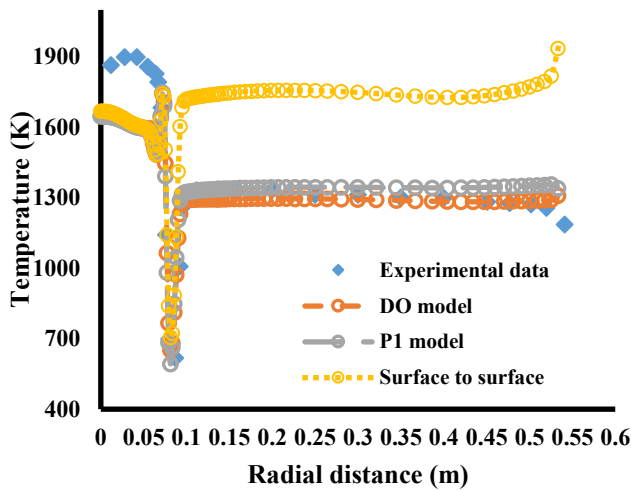 Temperature (K)
1900
1600
1300
1000
700
400
Experimental data
DO model
P1 model
Surface to surface
0 0.05 0.1 0.15 0.2 0.25 0.3 0.35 0.4 0.45 0.5 0.55 0.6
Radial distance (m)